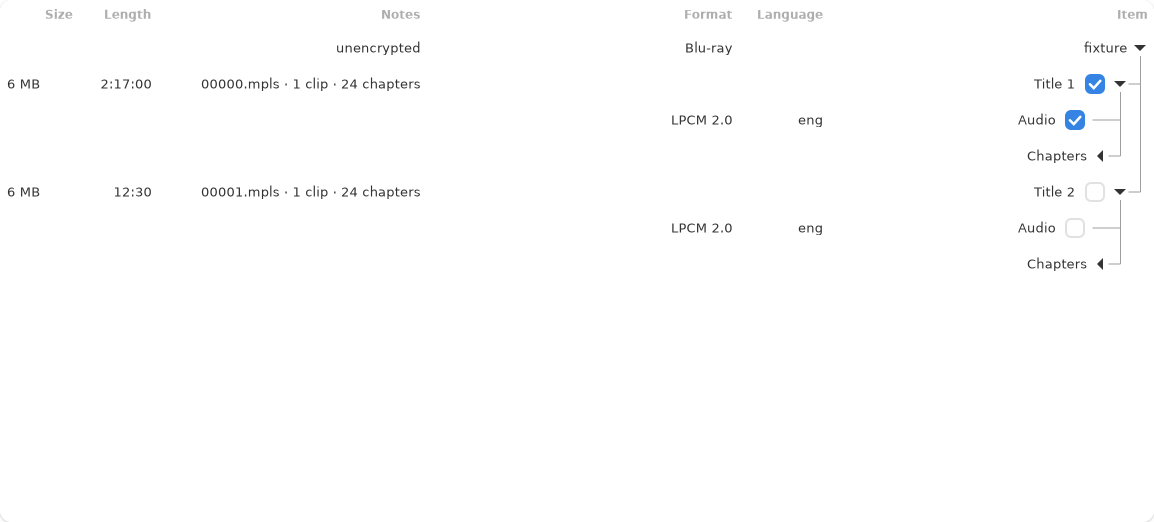 Size Length Notes Format Language Item
unencrypted Blu-ray fixture
6 MB 2:17:00 00000.mpls · 1 clip · 24 chapters Title 1
LPCM 2.0 eng Audio
Chapters
6 MB 12:30 00001.mpls · 1 clip · 24 chapters Title 2
LPCM 2.0 eng Audio
Chapters